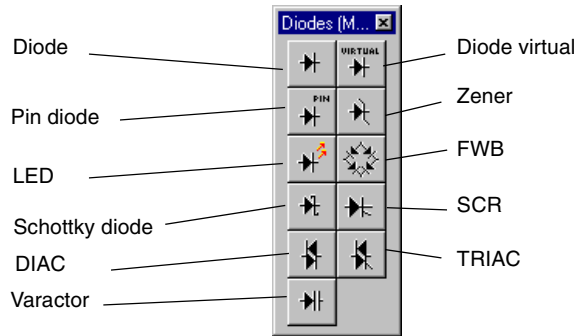 Diodes (M...
Diode
Diode virtual
VIRTUAL
Pin diode
PIN
Zener
LED
FWB
Schottky diode
SCR
DIAC
TRIAC
Varactor